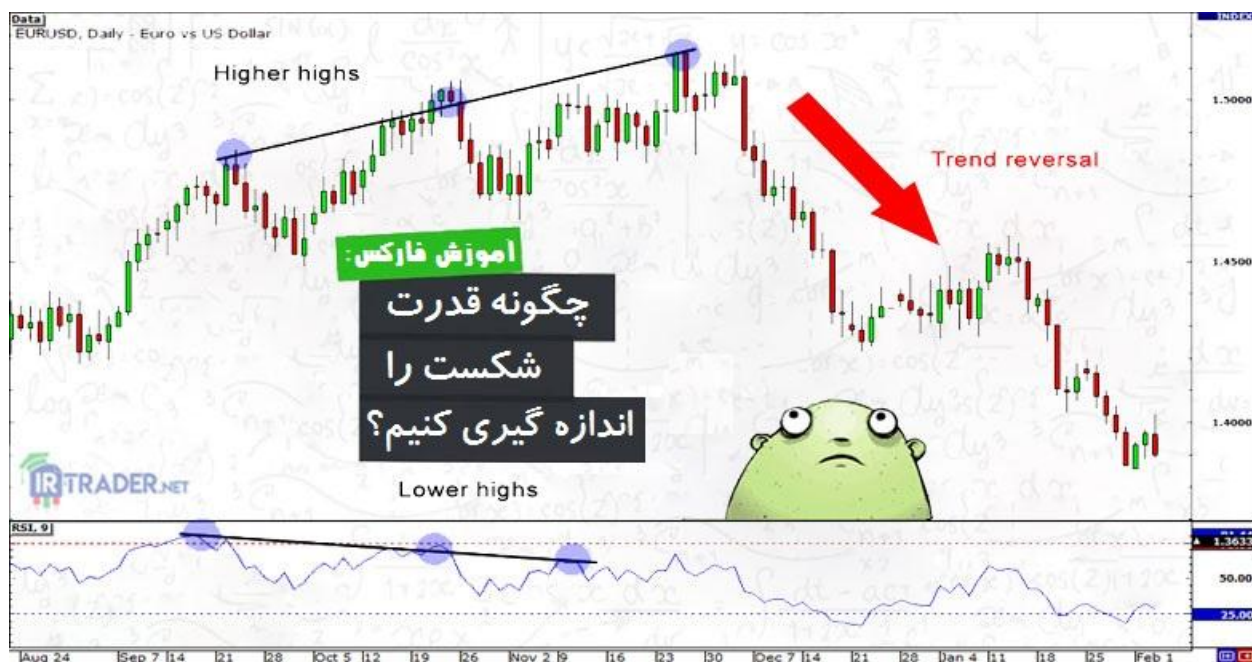 Data
INDEX
EURUSD, Daily - Euro vs US Dollar
Higher highs
1.5000
Trend reversal
آموزش فارکس:
چگونه قدرت
شکست را
اندازه گیری کنیم؟
1.4500
1.4000
IRTRADER.NET
Lower highs
RSI, 9
1.3633
50.00
25.00
Aug 24 Sep 7 14 21 28 Oct 5 12 19 26 Nov 2 9 16 23 30 Dec 7 14 21 28 Jan 4 11 18 25 Feb 1